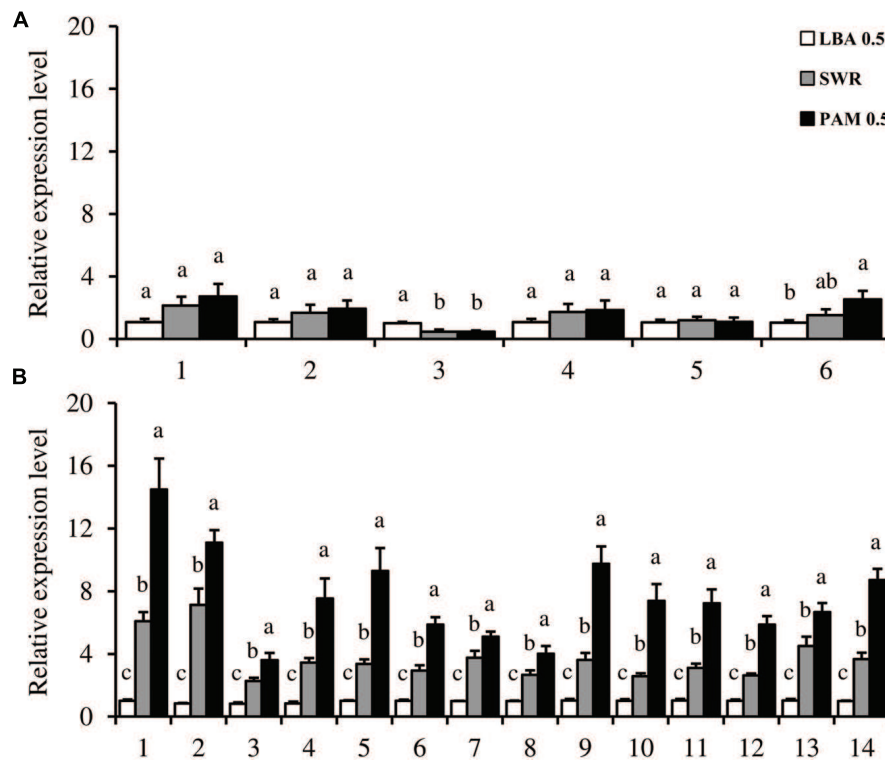 A
Relative expression level
20
16
12
8
4
0
LBA 0.5
SWR
PAM 0.5
a a a
a a a
a b b
a a a
a a a
b ab a
1 2 3 4 5 6
B
Relative expression level
20
16
12
8
4
0
c b a
c b a
c b a
c b a
c b a
c b a
c b a
c b a
c b a
c b a
c b a
c b a
c b a
c b a
1 2 3 4 5 6 7 8 9 10 11 12 13 14